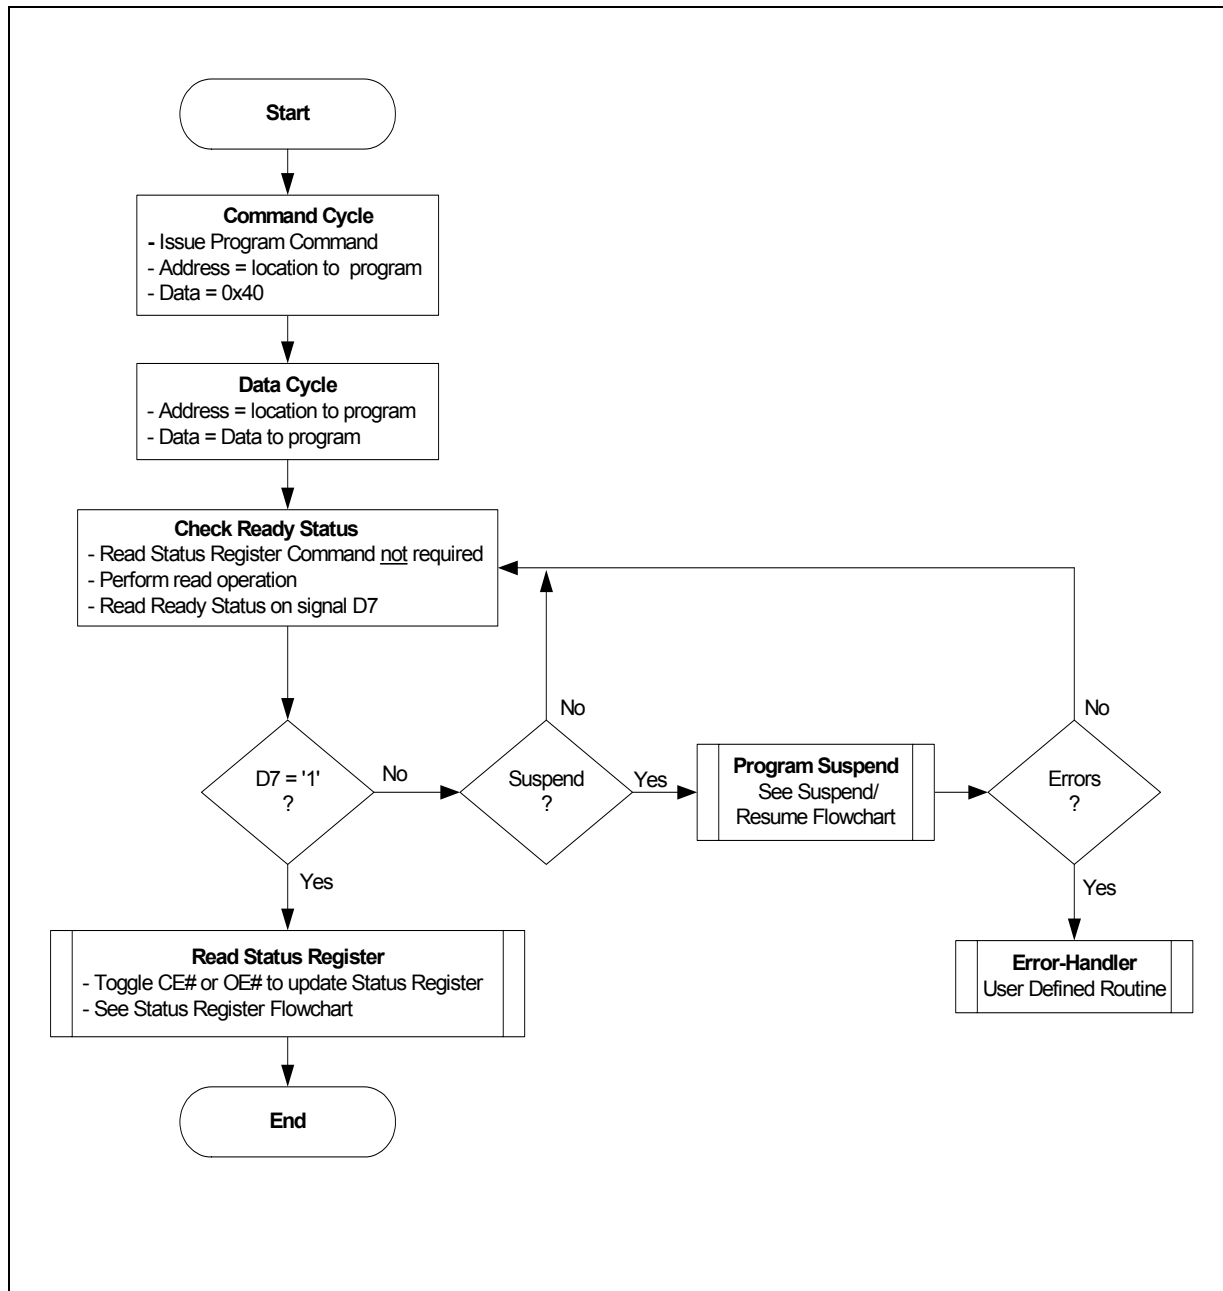 Start
Command Cycle
- Issue Program Command
- Address = location to program
- Data = 0x40
Data Cycle
- Address = location to program
- Data = Data to program
Check Ready Status
- Read Status Register Command not required
- Perform read operation
- Read Ready Status on signal D7
D7 = '1'
?
No
Yes
Suspend
?
No
Yes
Program Suspend
See Suspend/
Resume Flowchart
Errors
?
No
Yes
Error-Handler
User Defined Routine
Read Status Register
- Toggle CE# or OE# to update Status Register
- See Status Register Flowchart
End